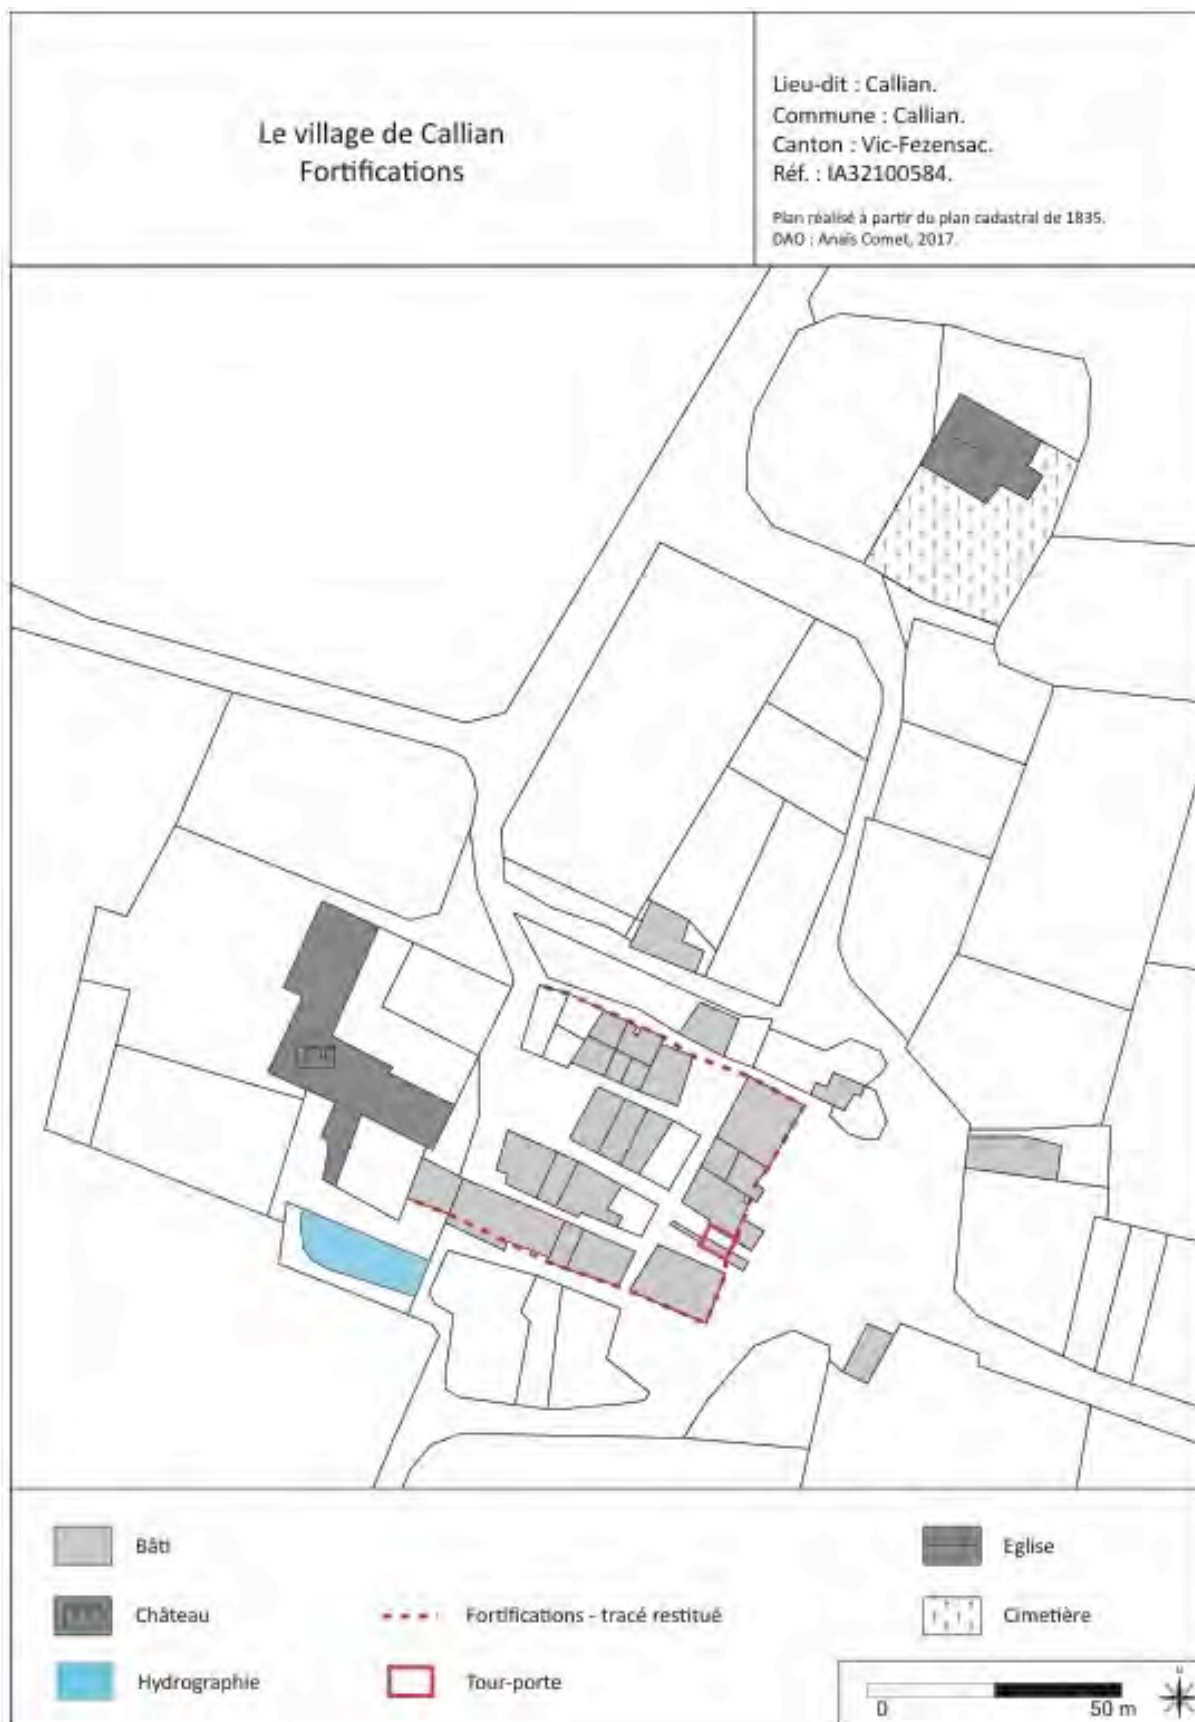 Le village de Callian
Fortifications
Lieu-dit : Callian.
Commune : Callian.
Canton : Vic-Fezensac.
Réf. : IA32100584.
Plan réalisé à partir du plan cadastral de 1835.
DAO : Anaïs Comet, 2017.
Bâti
Eglise
Château
Fortifications - tracé restitué
Cimetière
Hydrographie
Tour-porte
N
0
50 m